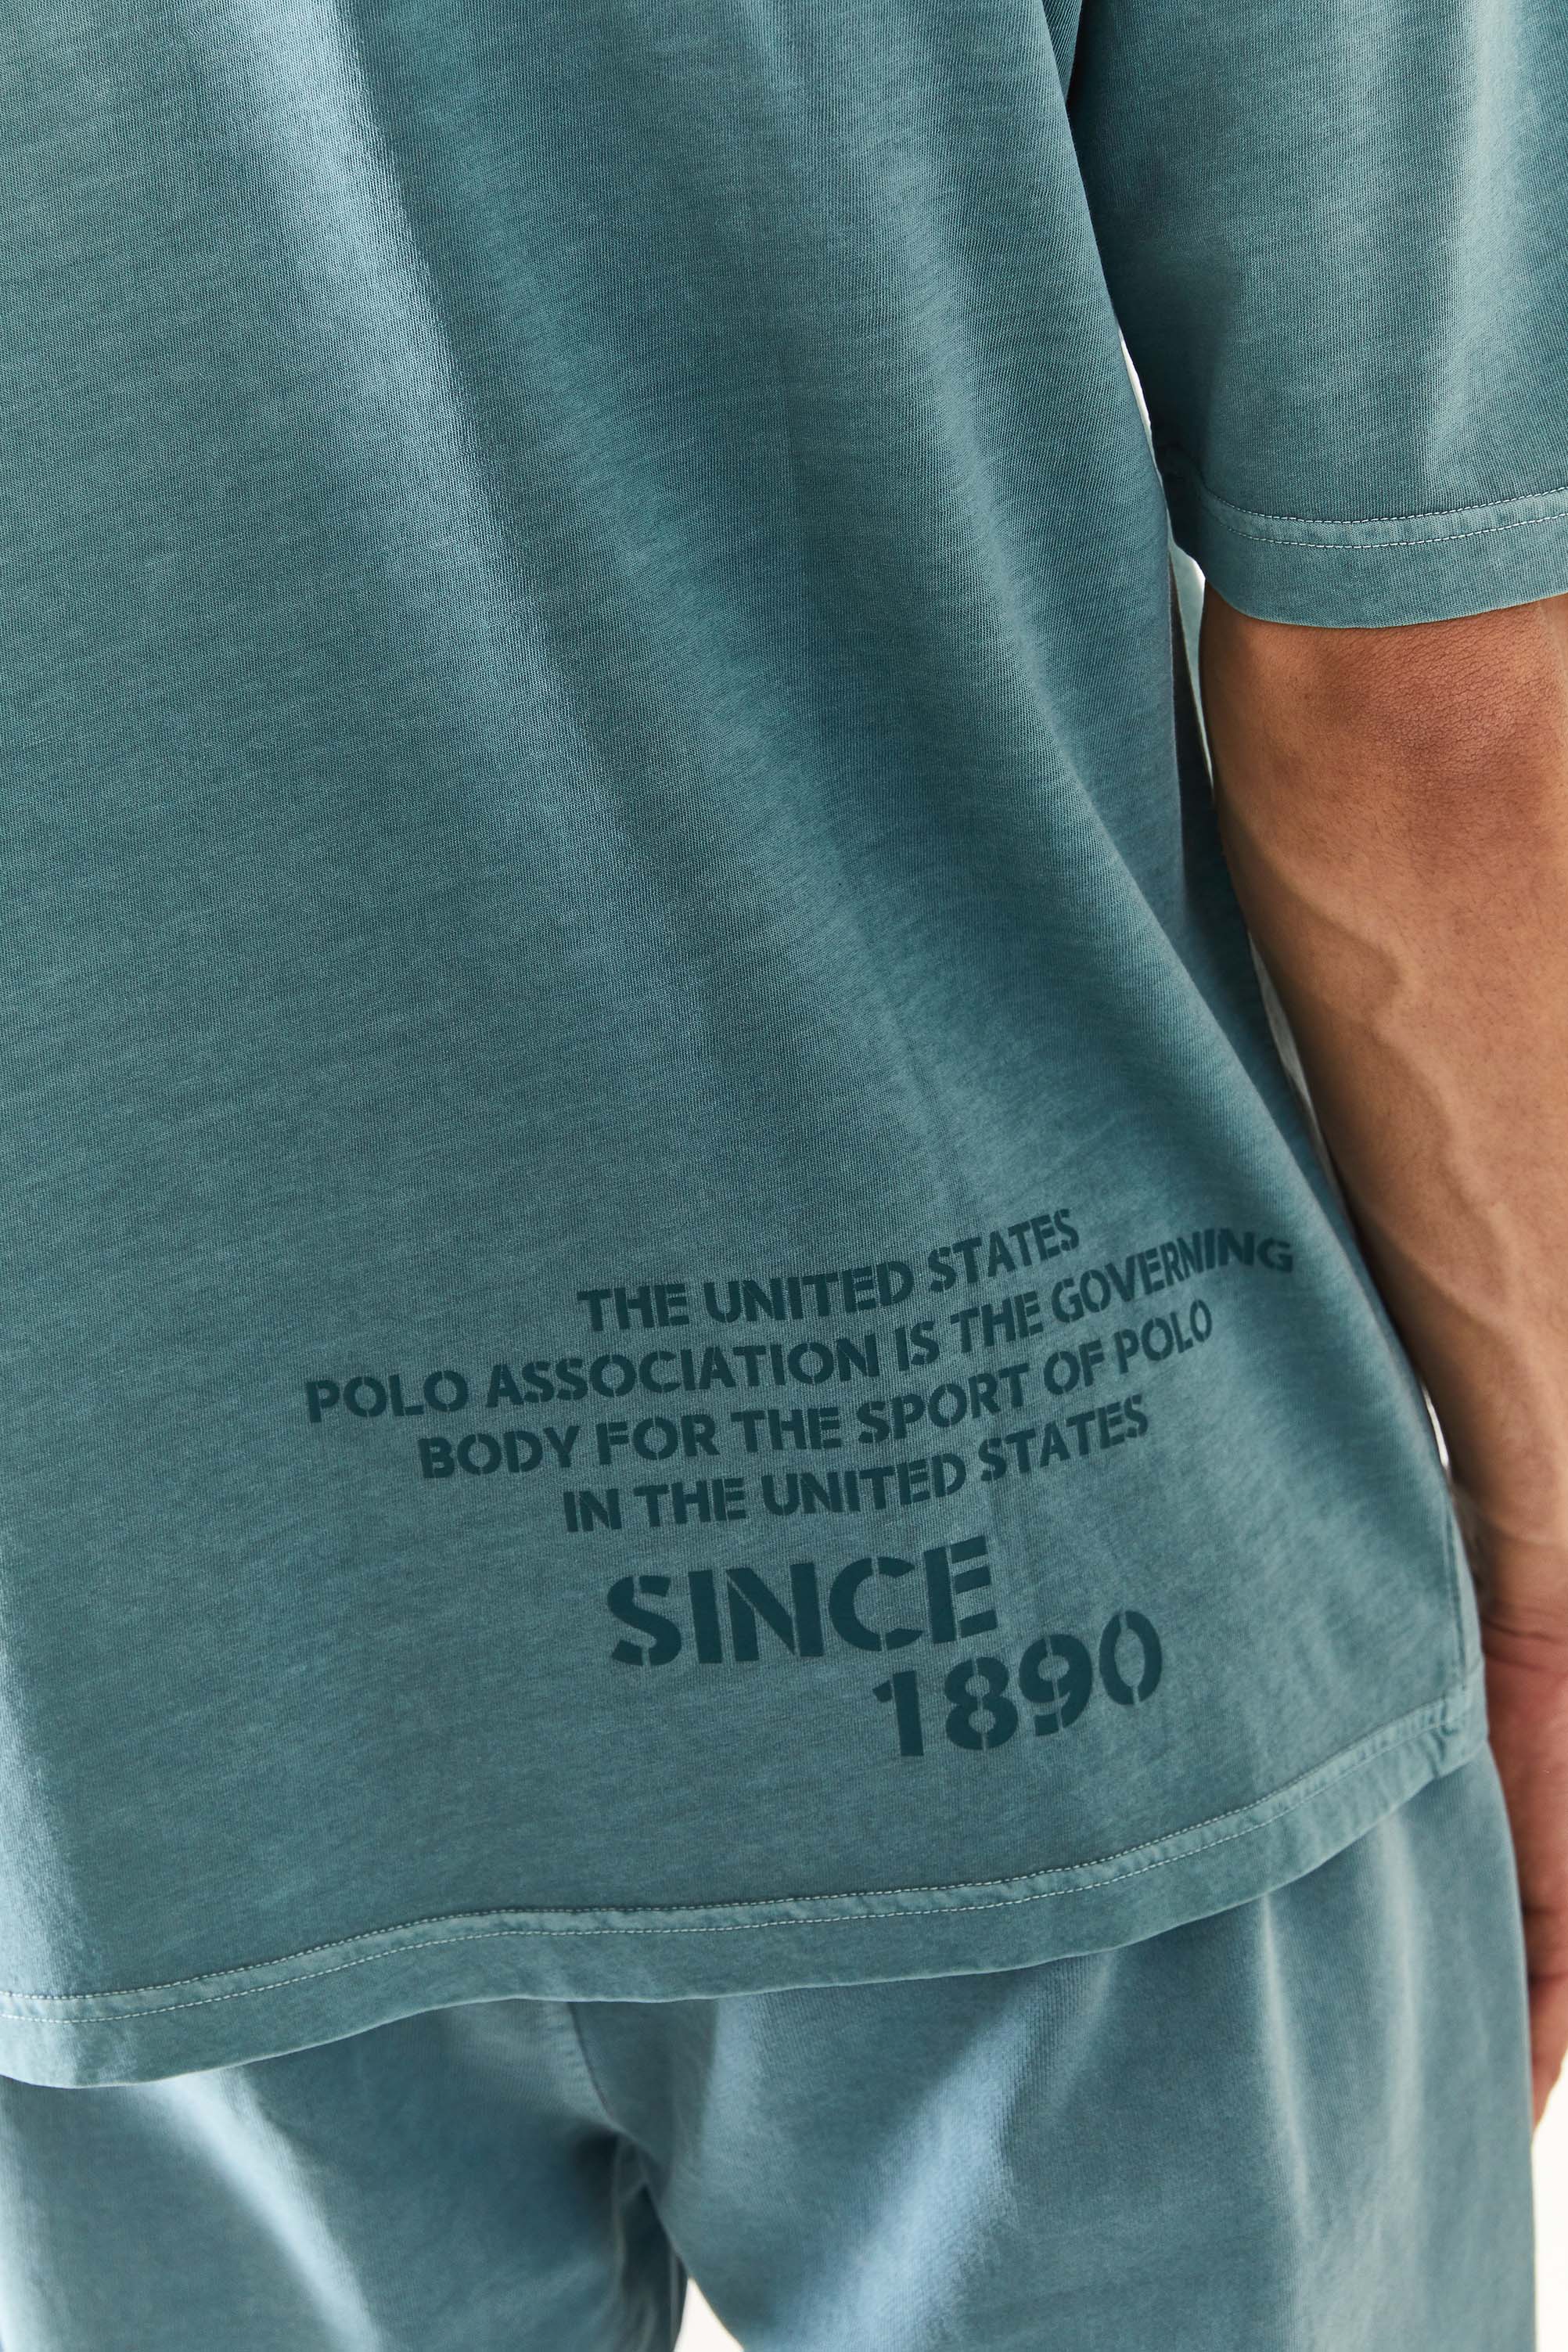 THE UNITED STATES
POLO ASSOCIATION IS THE GOVERNING
BODY FOR THE SPORT OF POLO
IN THE UNITED STATES
SINCE
1890